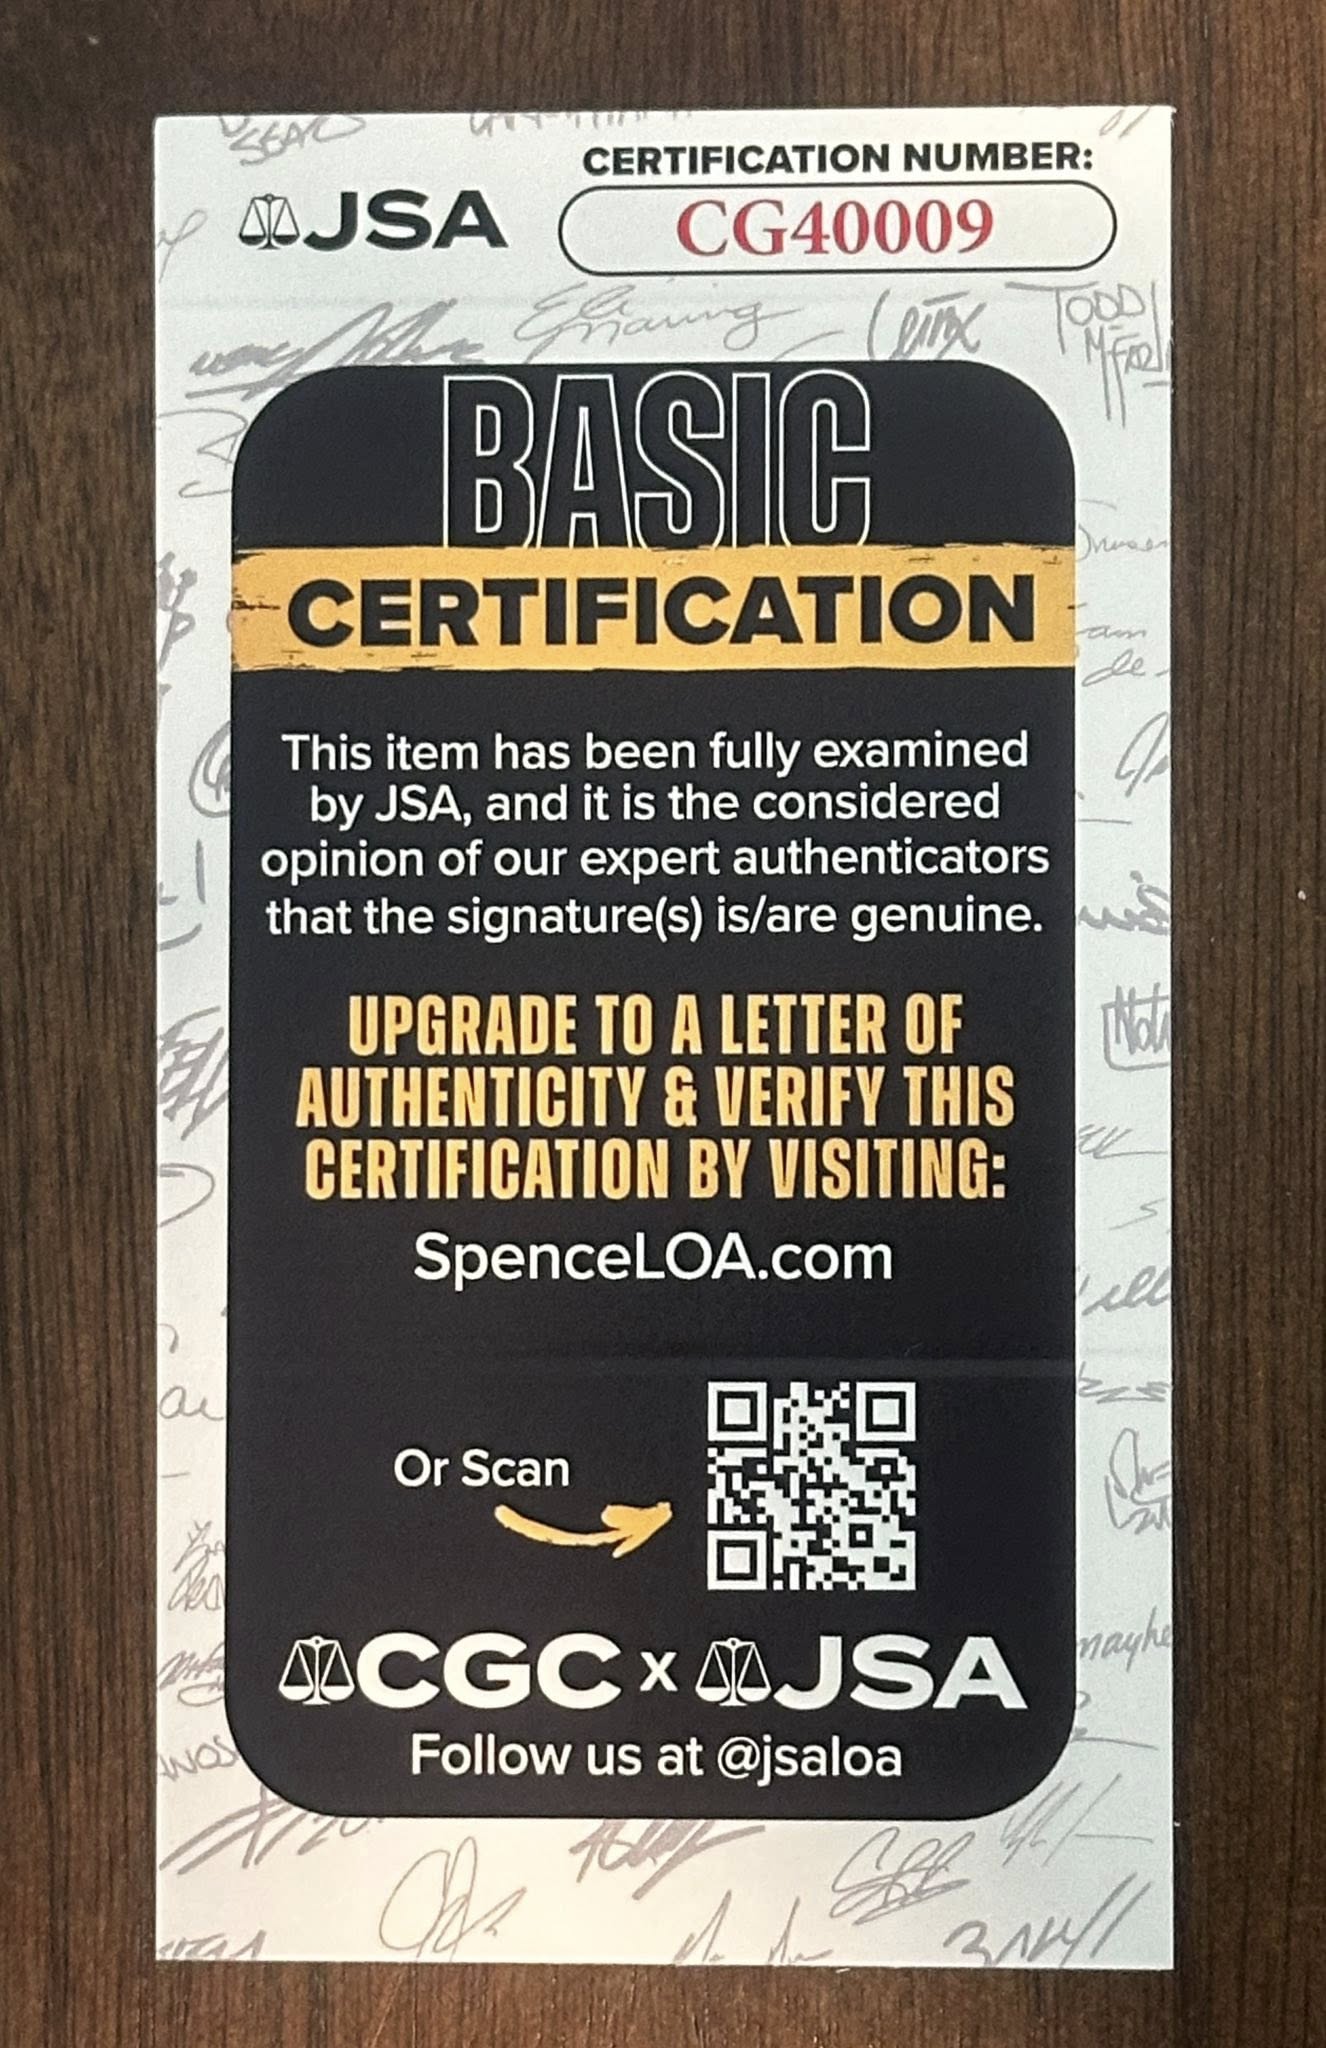 CERTIFICATION NUMBER:
JSA
CG40009
BASIC
CERTIFICATION
This item has been fully examined
by JSA, and it is the considered
opinion of our expert authenticators
that the signature(s) is/are genuine.
UPGRADE TO A LETTER OF
AUTHENTICITY & VERIFY THIS
CERTIFICATION BY VISITING:
SpenceLOA.com
Or Scan
CGC x JSA
Follow us at @jsaloa